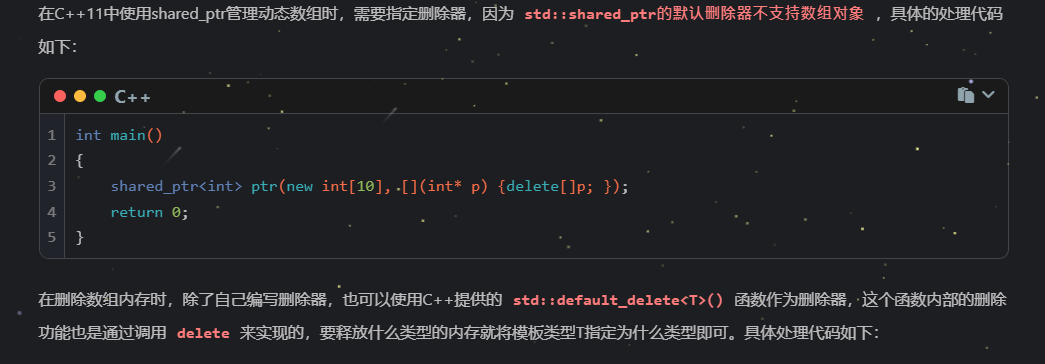 在C++11中使用shared_ptr管理动态数组时，需要指定删除器，因为 std::shared_ptr的默认删除器不支持数组对象 ，具体的处理代码
如下：
C++
1 int main()
2 {
3     shared_ptr<int> ptr(new int[10], [](int* p) {delete[]p; });
4     return 0;
5 }
在删除数组内存时，除了自己编写删除器，也可以使用C++提供的 std::default_delete<T>() 函数作为删除器，这个函数内部的删除
功能也是通过调用 delete 来实现的，要释放什么类型的内存就将模板类型T指定为什么类型即可。具体处理代码如下：